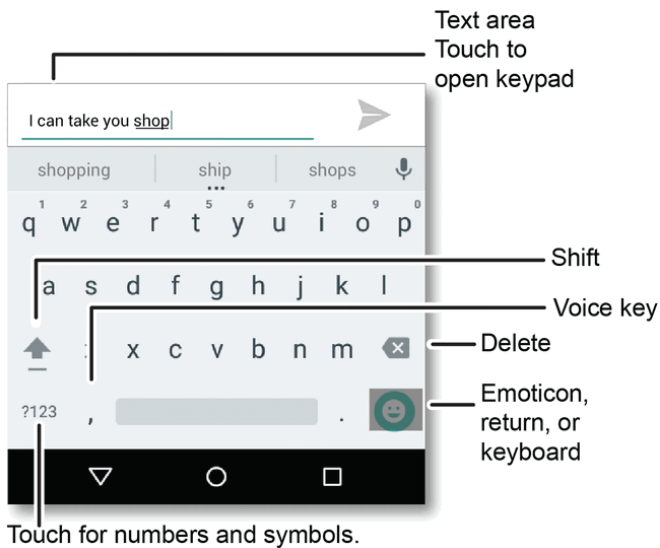 Text area
Touch to
open keypad
I can take you shop
shopping ship shops
1 2 3 4 5 6 7 8 9 0
q w e r t y u i o p
Shift
a s d f g h j k l
Voice key
x c v b n m
Delete
Emoticon,
return, or
keyboard
?123 , .
Touch for numbers and symbols.